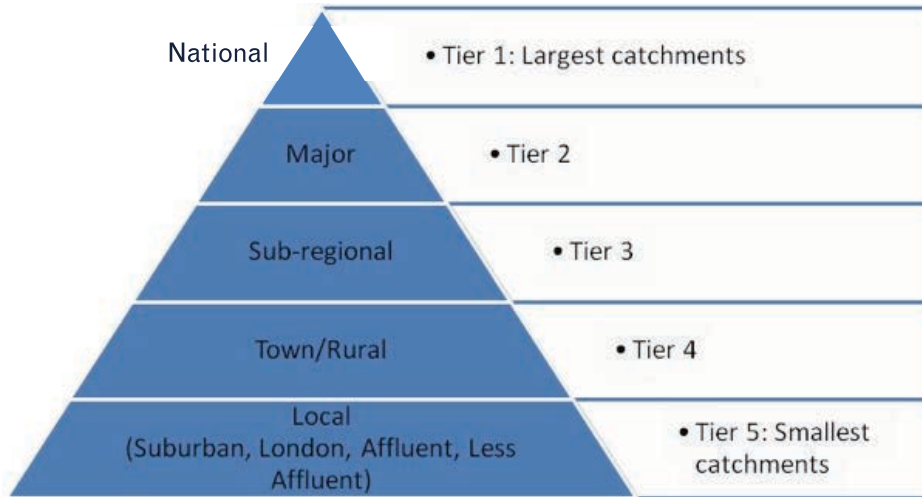 National
• Tier 1: Largest catchments
Major
• Tier 2
Sub-regional
• Tier 3
Town/Rural
• Tier 4
Local
(Suburban, London, Affluent, Less
Affluent)
• Tier 5: Smallest
catchments